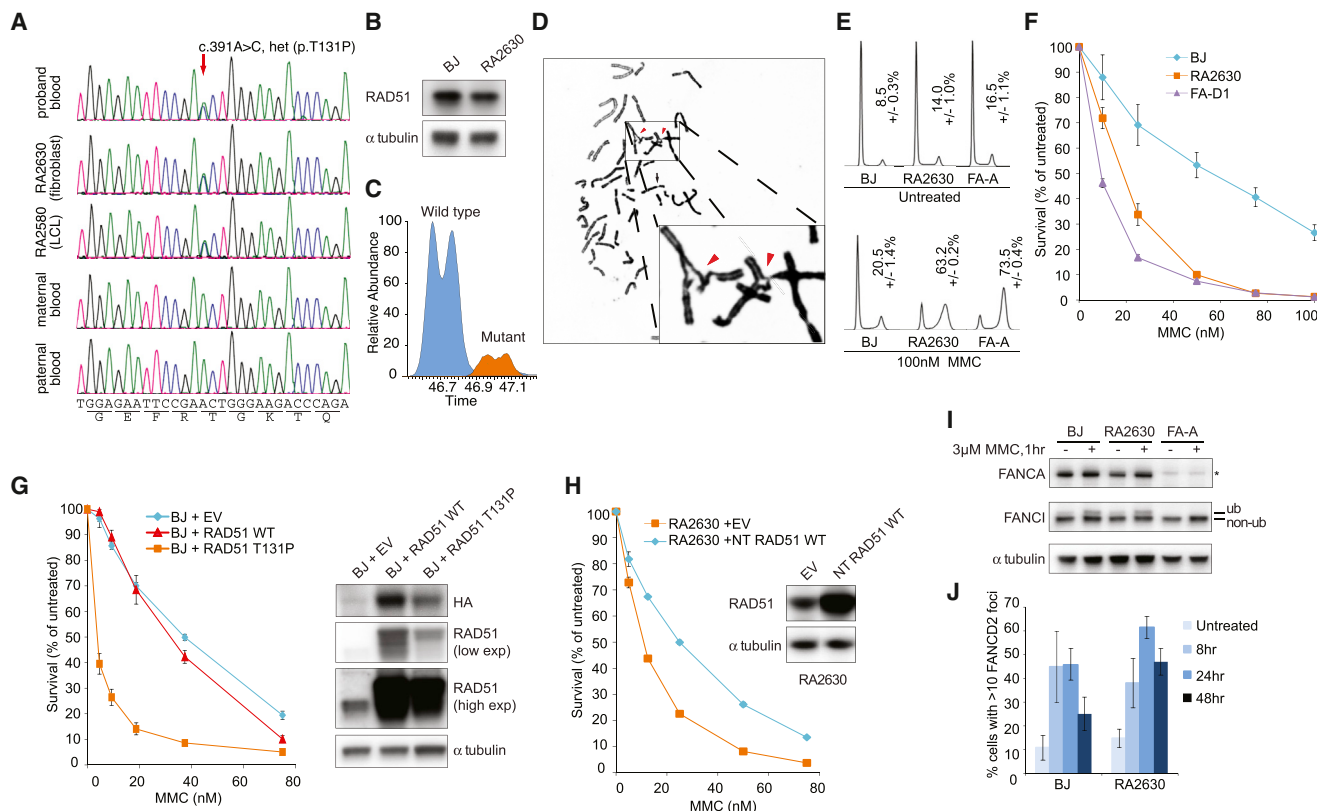 A
c.391A>C, het (p.T131P)
proband
blood
RA2630
(fibroblast)
RA2580
(LCL)
maternal
blood
paternal
blood
TGGAGAATTCCGAACTGGGAAGACCCAGA
G E F R T G K T Q
B
BJ
RA2630
RAD51
α tubulin
C
Wild type
Mutant
Relative Abundance
100
80
60
40
20
0
46.7 46.9 47.1
Time
D
E
8.5
+/- 0.3%
14.0
+/- 1.0%
16.5
+/- 1.1%
BJ RA2630 FA-A
Untreated
20.5
+/- 1.4%
63.2
+/- 0.2%
73.5
+/- 0.4%
BJ RA2630 FA-A
100nM MMC
F
BJ
RA2630
FA-D1
Survival (% of untreated)
100
90
80
70
60
50
40
30
20
10
0
0 20 40 60 80 100
MMC (nM)
G
BJ + EV
BJ + RAD51 WT
BJ + RAD51 T131P
Survival (% of untreated)
100
90
80
70
60
50
40
30
20
10
0
0 20 40 60 80
MMC (nM)
BJ + EV
BJ + RAD51 WT
BJ + RAD51 T131P
HA
RAD51
(low exp)
RAD51
(high exp)
α tubulin
H
RA2630 +EV
RA2630 +NT RAD51 WT
Survival (% of untreated)
100
90
80
70
60
50
40
30
20
10
0
0 20 40 60 80
MMC (nM)
EV
NT RAD51 WT
RAD51
α tubulin
RA2630
I
BJ RA2630 FA-A
3μM MMC,1hr - + - + - +
FANCA *
FANCI ub
non-ub
α tubulin
J
% cells with >10 FANCD2 foci
70
60
50
40
30
20
10
0
BJ RA2630
Untreated
8hr
24hr
48hr